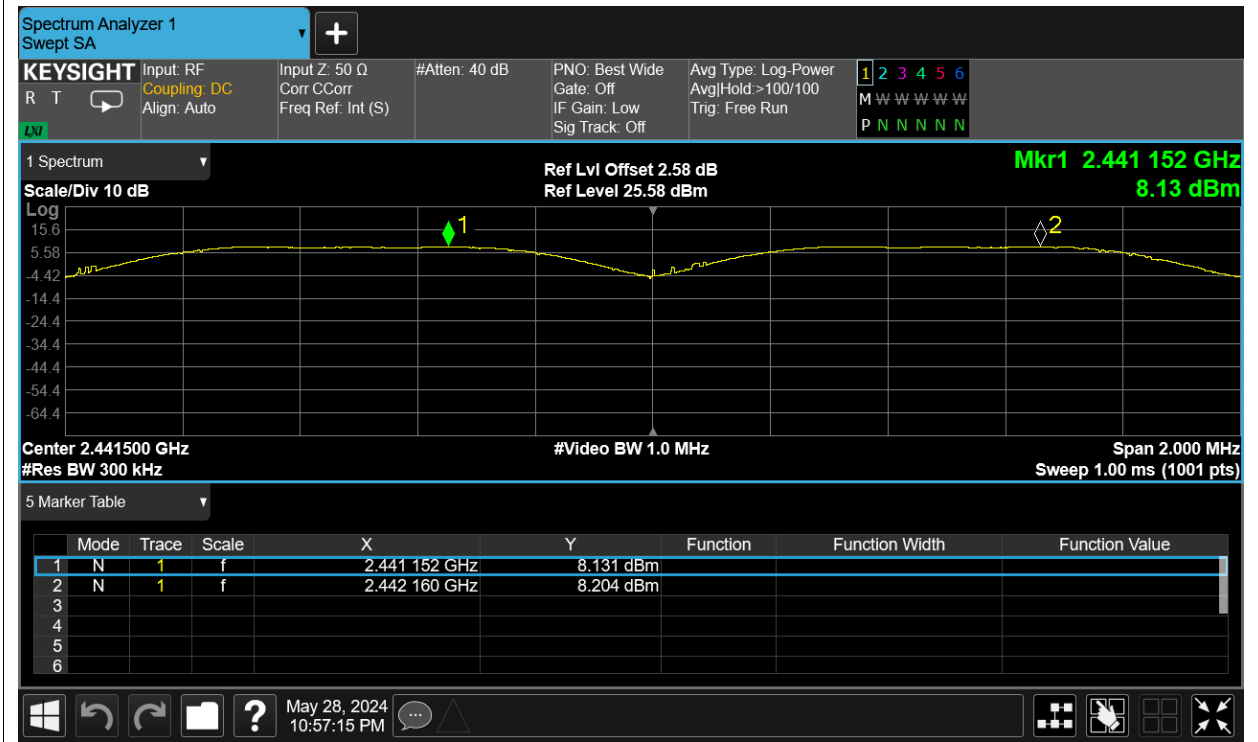 Spectrum Analyzer 1
Swept SA
+
KEYSIGHT Input: RF Input Z: 50 Ω #Atten: 40 dB PNO: Best Wide Avg Type: Log-Power 1 2 3 4 5 6
R T Coupling: DC Corr CCorr Gate: Off Avg|Hold:>100/100 M W W W W W
Align: Auto Freq Ref: Int (S) IF Gain: Low Trig: Free Run
LXI Sig Track: Off P N N N N N
1 Spectrum Ref Lvl Offset 2.58 dB Mkr1 2.441 152 GHz
Scale/Div 10 dB Ref Level 25.58 dBm 8.13 dBm
Log
15.6 1 2
5.58
-4.42
-14.4
-24.4
-34.4
-44.4
-54.4
-64.4
Center 2.441500 GHz #Video BW 1.0 MHz Span 2.000 MHz
#Res BW 300 kHz Sweep 1.00 ms (1001 pts)
5 Marker Table
Mode Trace Scale X Y Function Function Width Function Value
1 N 1 f 2.441 152 GHz 8.131 dBm
2 N 1 f 2.442 160 GHz 8.204 dBm
3
4
5
6
? May 28, 2024
10:57:15 PM